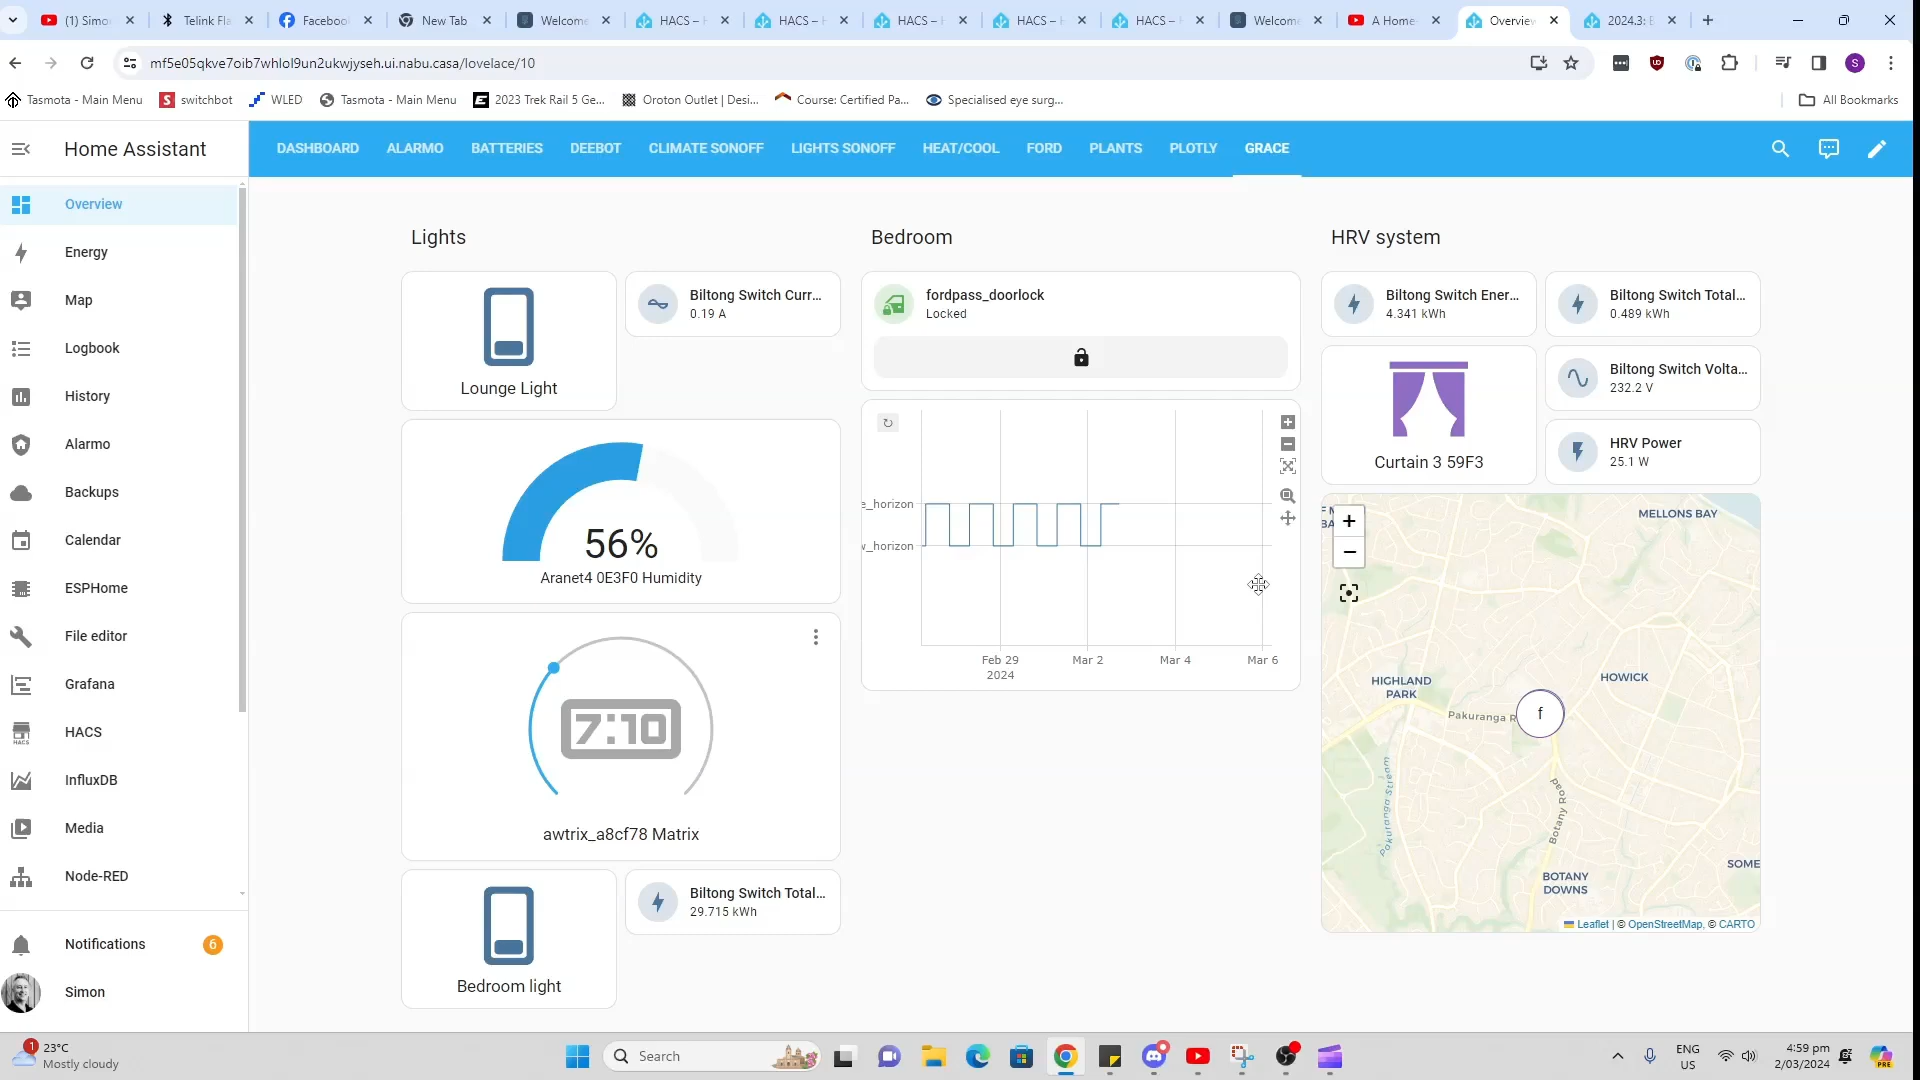 (1) Simo
Telink Fla
Faceboo
New Tab
Welcome
HACS –
HACS –
HACS –
HACS –
HACS –
Welcome
A Home
Overview
2024.3: B
mf5e05qkve7oib7whlol9un2ukwjyseh.ui.nabu.casa/lovelace/10
S
Tasmota - Main Menu
switchbot
WLED
Tasmota - Main Menu
2023 Trek Rail 5 Ge...
Oroton Outlet | Desi...
Course: Certified Pa...
Specialised eye surg...
All Bookmarks
Home Assistant
DASHBOARD
ALARMO
BATTERIES
DEEBOT
CLIMATE SONOFF
LIGHTS SONOFF
HEAT/COOL
FORD
PLANTS
PLOTLY
GRACE
Overview
Energy
Map
Logbook
History
Alarmo
Backups
Calendar
ESPHome
File editor
Grafana
HACS
InfluxDB
Media
Node-RED
Notifications
6
Simon
Lights
Lounge Light
Biltong Switch Curr...
0.19 A
56%
Aranet4 0E3F0 Humidity
7:10
awtrix_a8cf78 Matrix
Bedroom light
Biltong Switch Total...
29.715 kWh
Bedroom
fordpass_doorlock
Locked
e_horizon
w_horizon
Feb 29
2024
Mar 2
Mar 4
Mar 6
HRV system
Biltong Switch Ener...
4.341 kWh
Biltong Switch Total...
0.489 kWh
Curtain 3 59F3
Biltong Switch Volta...
232.2 V
HRV Power
25.1 W
+
−
MELLONS BAY
HIGHLAND
PARK
HOWICK
Pakuranga R
f
Pakuranga Stream
Botany Road
SOME
BOTANY
DOWNS
Leaflet | © OpenStreetMap, © CARTO
1
23°C
Mostly cloudy
Search
ENG
US
4:59 pm
2/03/2024
PRE